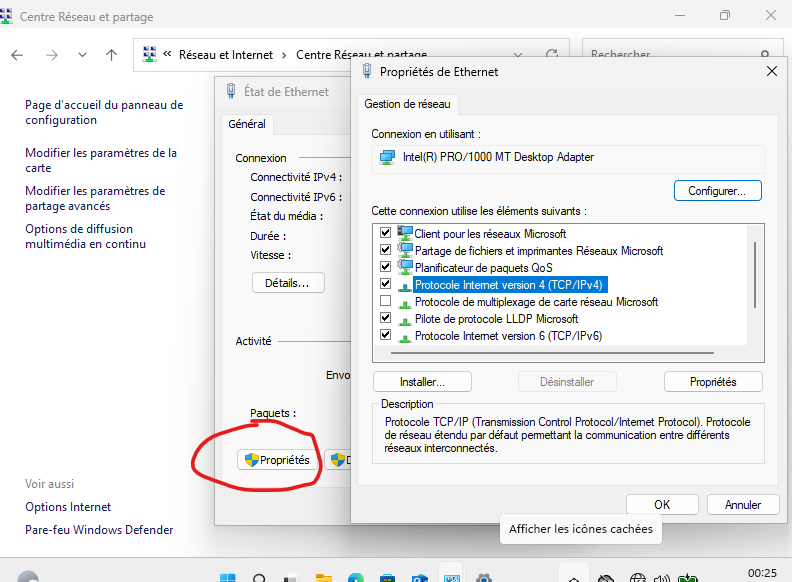 Centre Réseau et partage
« Réseau et Internet > Centre Réseau et partage
Rechercher
Page d'accueil du panneau de
configuration
Modifier les paramètres de la
carte
Modifier les paramètres de
partage avancés
Options de diffusion
multimédia en continu
Voir aussi
Options Internet
Pare-feu Windows Defender
État de Ethernet
Général
Connexion
Connectivité IPv4 :
Connectivité IPv6 :
État du média :
Durée :
Vitesse :
Détails...
Activité
Envo
Paquets :
Propriétés
D
Propriétés de Ethernet
Gestion de réseau
Connexion en utilisant :
Intel(R) PRO/1000 MT Desktop Adapter
Configurer...
Cette connexion utilise les éléments suivants :
Client pour les réseaux Microsoft
Partage de fichiers et imprimantes Réseaux Microsoft
Planificateur de paquets QoS
Protocole Internet version 4 (TCP/IPv4)
Protocole de multiplexage de carte réseau Microsoft
Pilote de protocole LLDP Microsoft
Protocole Internet version 6 (TCP/IPv6)
Installer...
Désinstaller
Propriétés
Description
Protocole TCP/IP (Transmission Control Protocol/Internet Protocol). Protocole
de réseau étendu par défaut permettant la communication entre différents
réseaux interconnectés.
OK
Annuler
Afficher les icônes cachées
00:25